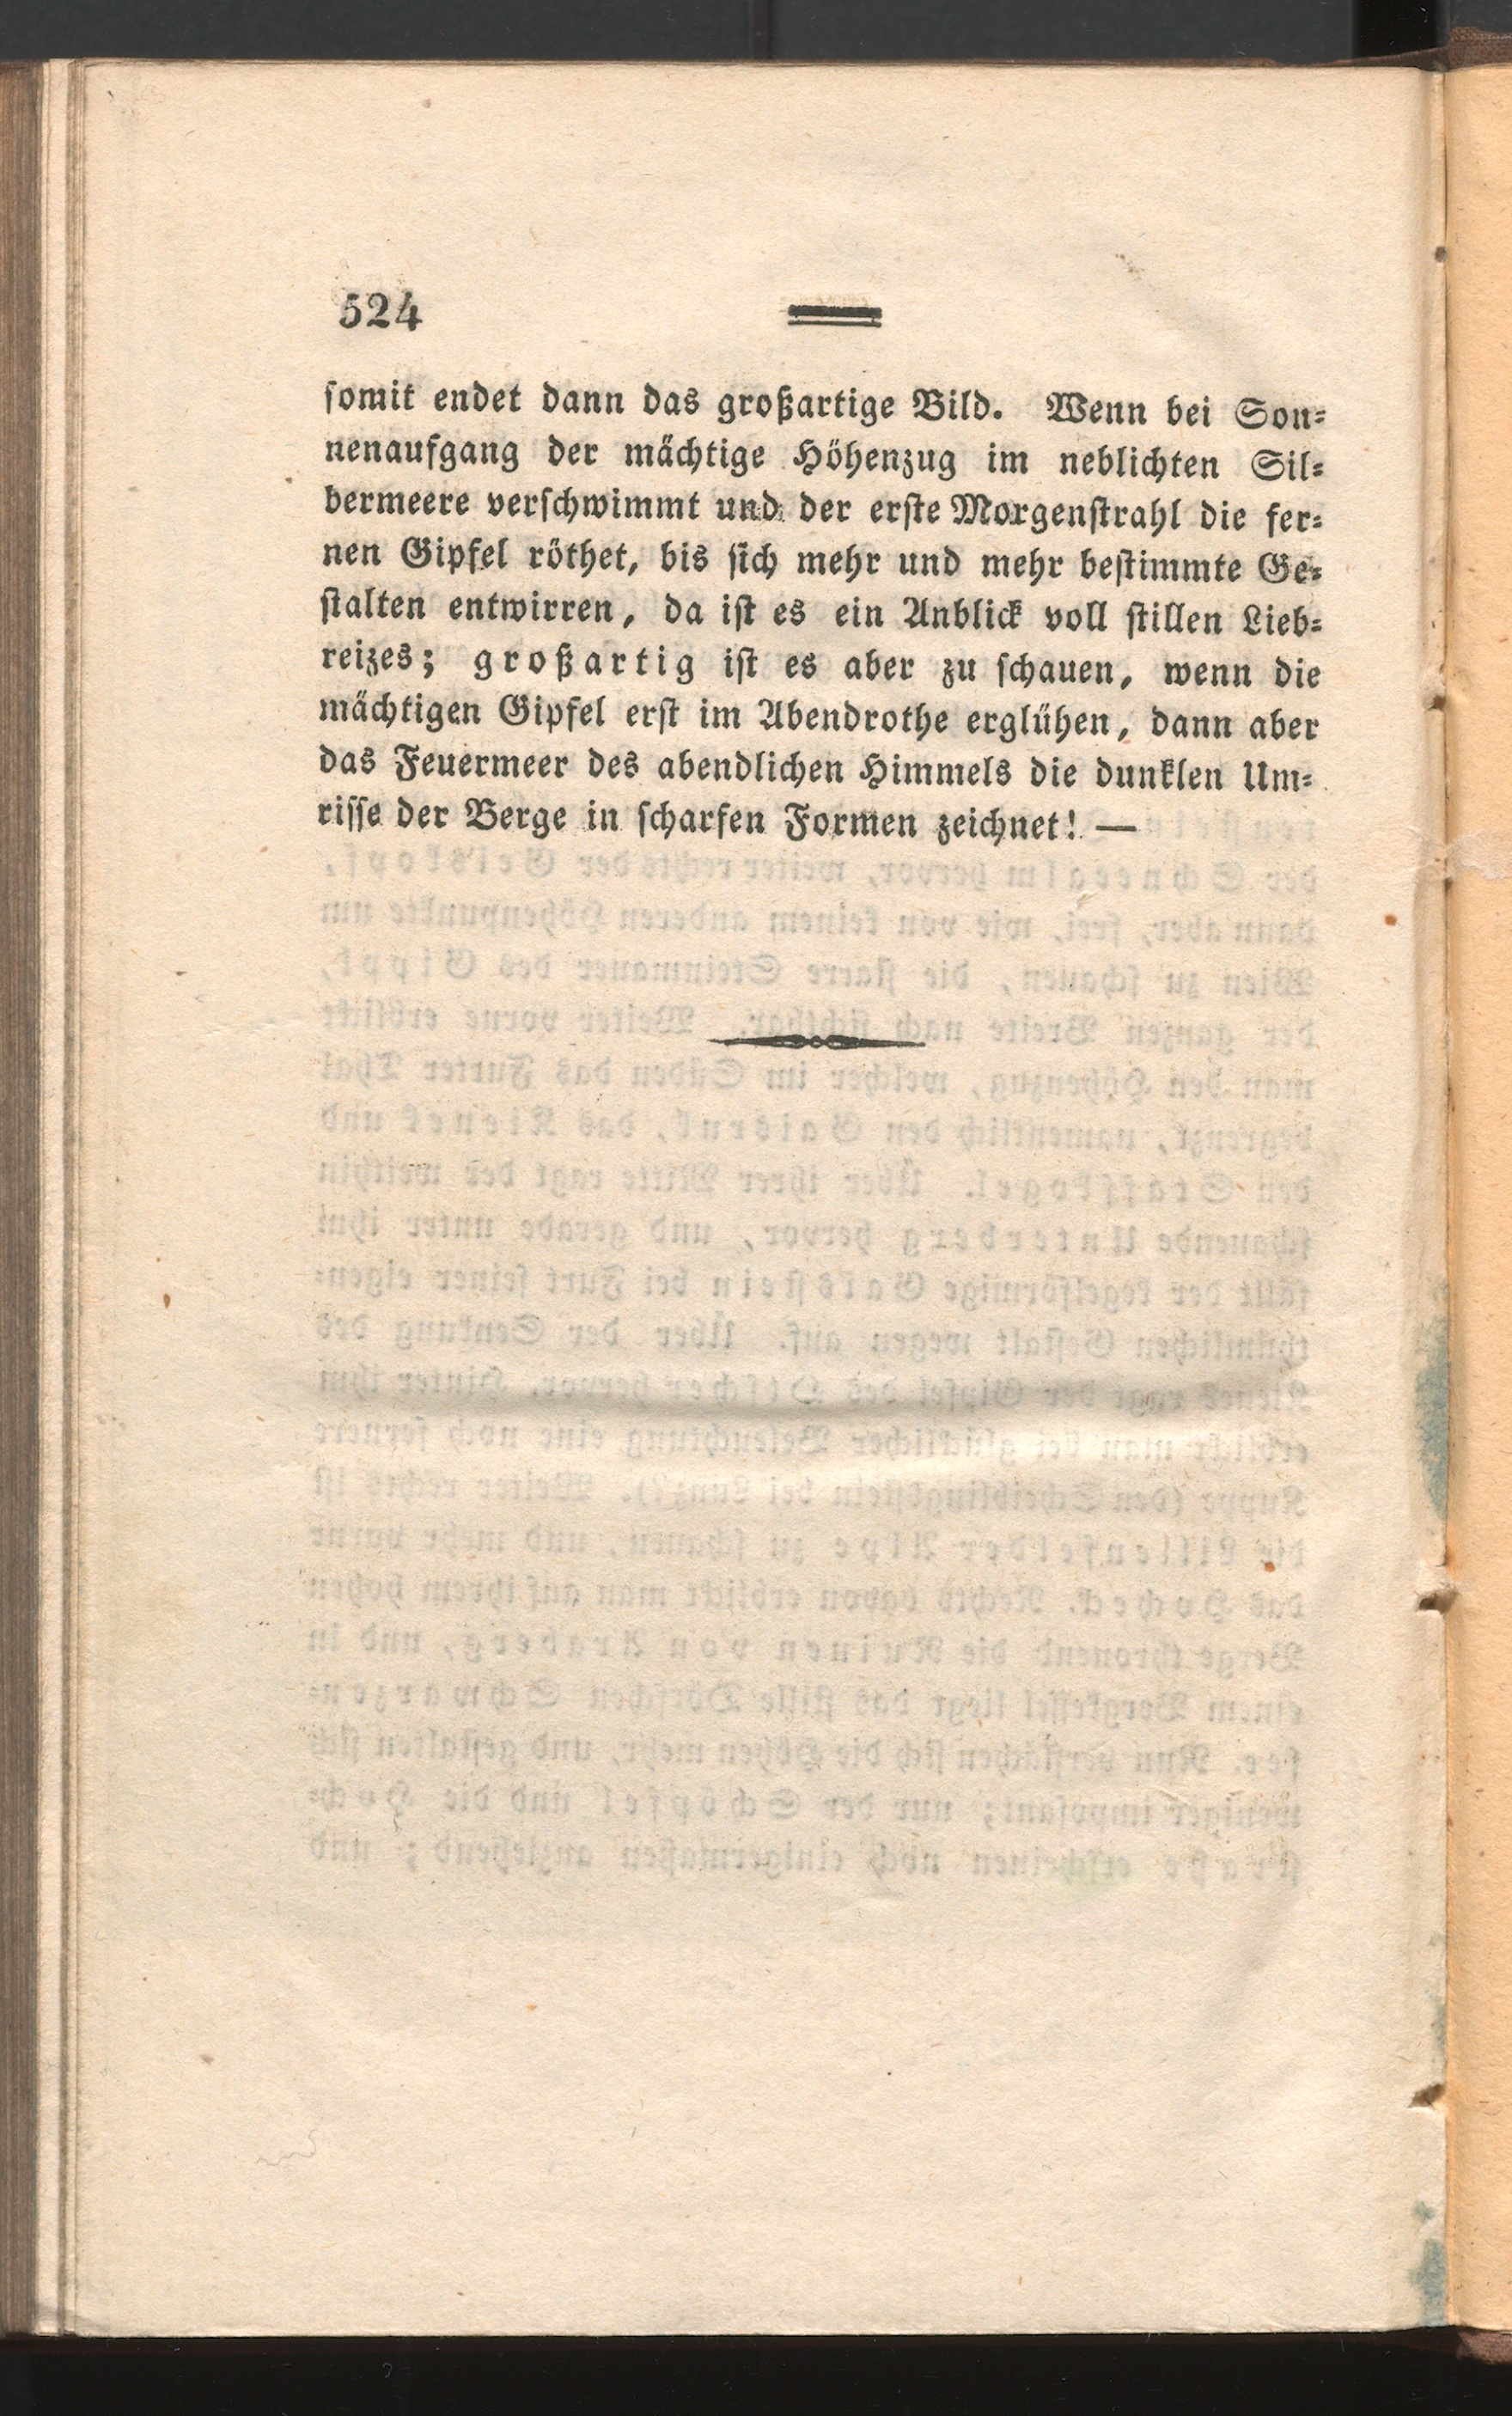 524
somit endet dann das großartige Bild. Wenn bei Son-
nenaufgang der mächtige Höhenzug im neblichten Sil-
bermeere verschwimmt und der erste Morgenstrahl die fer-
nen Gipfel röthet, bis sich mehr und mehr bestimmte Ge-
stalten entwirren, da ist es ein Anblick voll stillen Lieb-
reizes; großartig ist es aber zu schauen, wenn die
mächtigen Gipfel erst im Abendrothe erglühen, dann aber
das Feuermeer des abendlichen Himmels die dunklen Um-
risse der Berge in scharfen Formen zeichnet! —